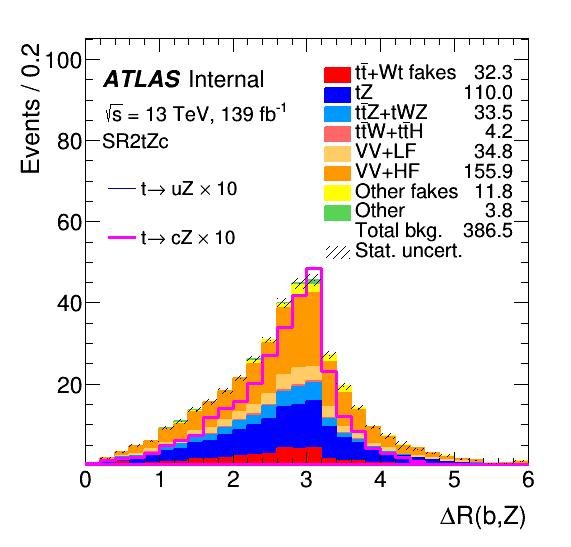 Events / 0.2
100
80
60
40
20
ATLAS Internal
√s = 13 TeV, 139 fb⁻¹
SR2tZc
t→ uZ × 10
t→ cZ × 10
tt̄+Wt fakes 32.3
tZ 110.0
tt̄Z+tWZ 33.5
tt̄W+tt̄H 4.2
VV+LF 34.8
VV+HF 155.9
Other fakes 11.8
Other 3.8
Total bkg. 386.5
Stat. uncert.
0 1 2 3 4 5 6
ΔR(b,Z)